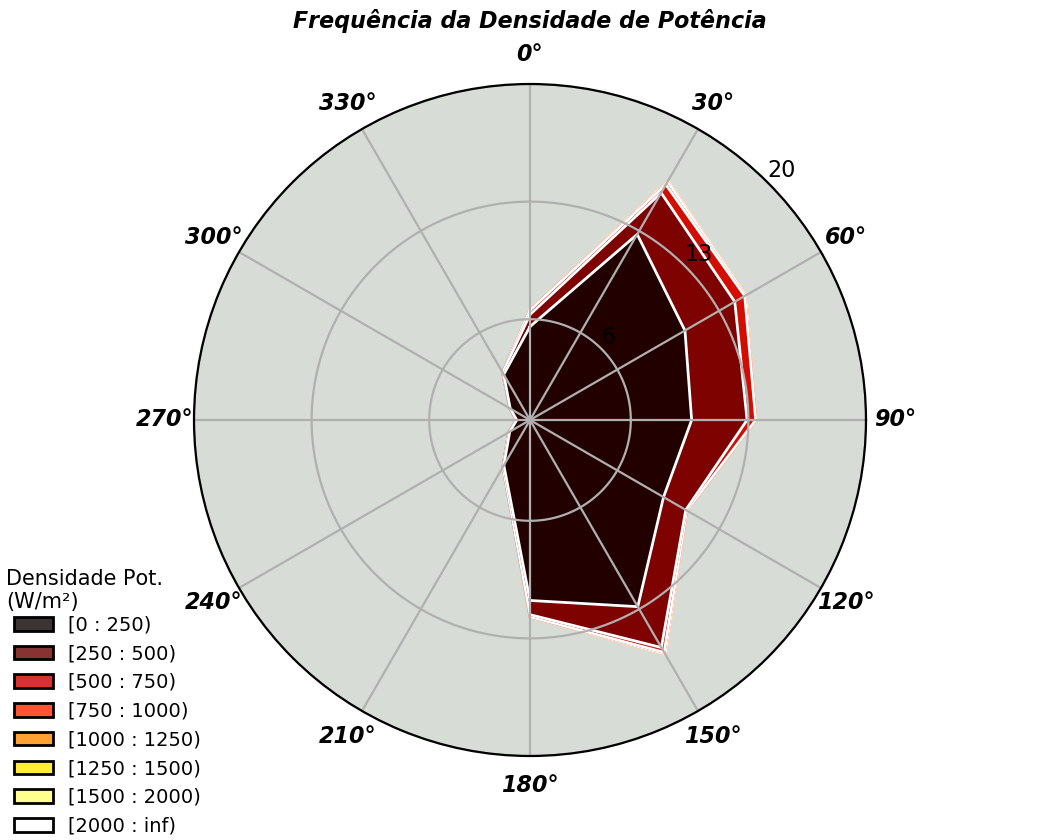 Frequência da Densidade de Potência
0°
330°
30°
20
300°
60°
13
6
270°
90°
240°
120°
210°
150°
180°
Densidade Pot.
(W/m²)
[0 : 250)
[250 : 500)
[500 : 750)
[750 : 1000)
[1000 : 1250)
[1250 : 1500)
[1500 : 2000)
[2000 : inf)